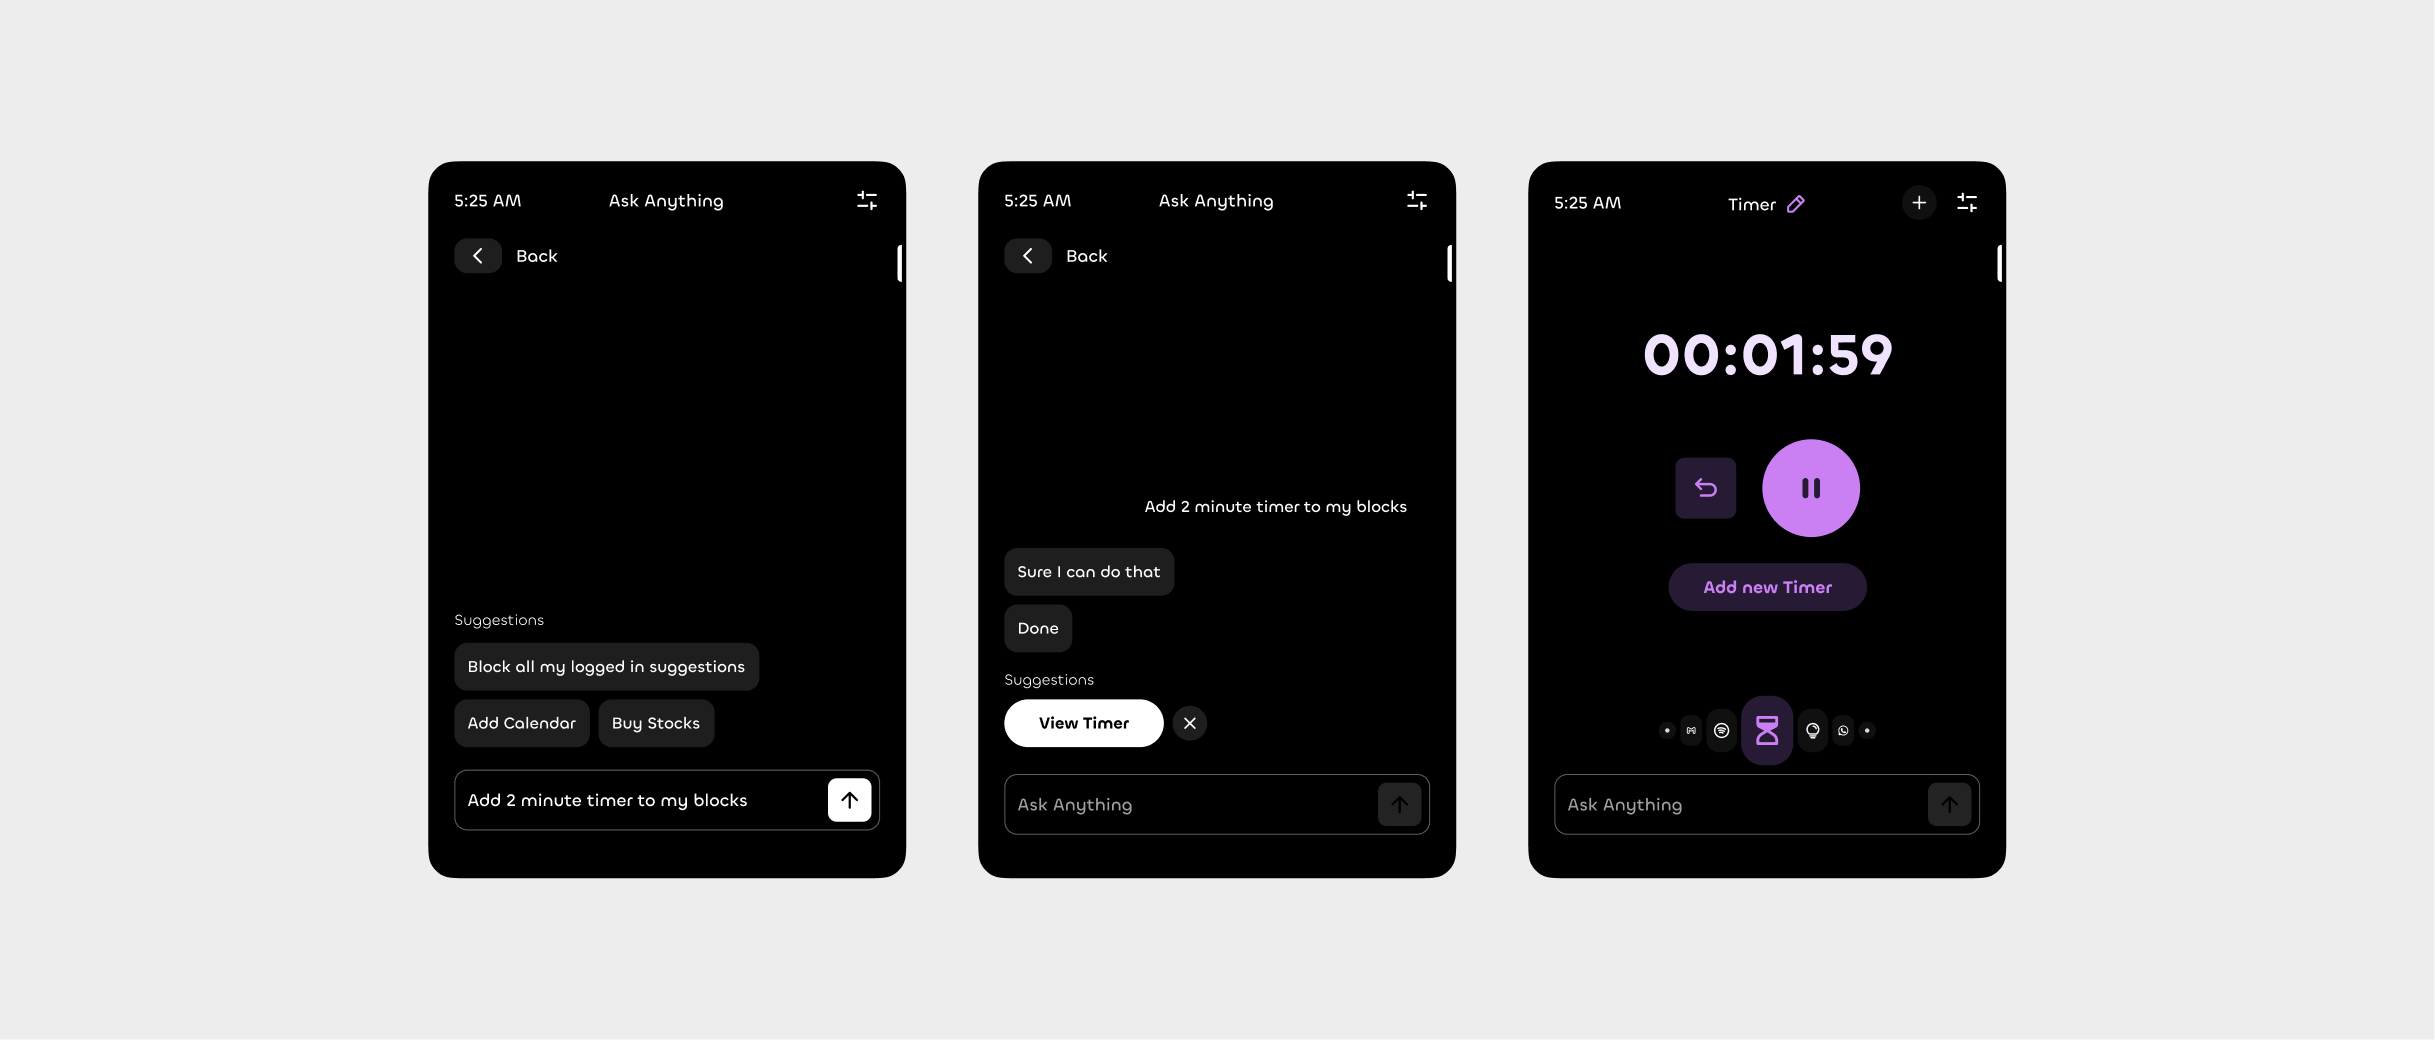 5:25 AM
Ask Anything
Back
Suggestions
Block all my logged in suggestions
Add Calendar
Buy Stocks
Add 2 minute timer to my blocks
5:25 AM
Ask Anything
Back
Add 2 minute timer to my blocks
Sure I can do that
Done
Suggestions
View Timer
Ask Anything
5:25 AM
Timer
00:01:59
Add new Timer
Ask Anything